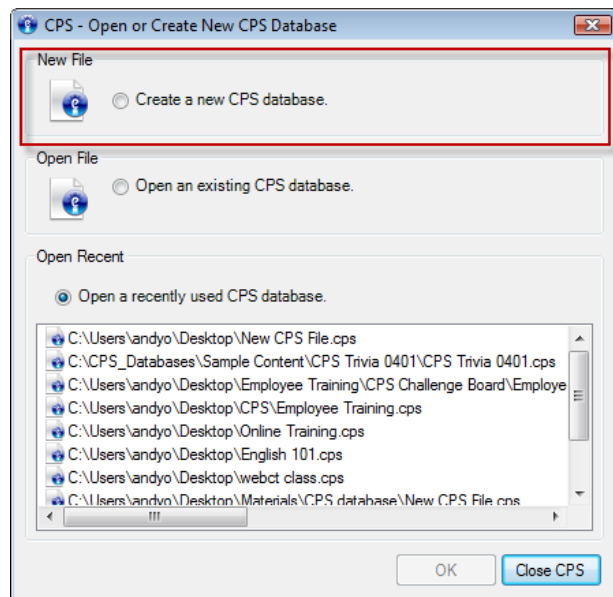 CPS - Open or Create New CPS Database
New File
Create a new CPS database.
Open File
Open an existing CPS database.
Open Recent
Open a recently used CPS database.
C:\Users\andyo\Desktop\New CPS File.cps
C:\CPS_Databases\Sample Content\CPS Trivia 0401\CPS Trivia 0401.cps
C:\Users\andyo\Desktop\Employee Training\CPS Challenge Board\Employe
C:\Users\andyo\Desktop\CPS\Employee Training.cps
C:\Users\andyo\Desktop\Online Training.cps
C:\Users\andyo\Desktop\English 101.cps
C:\Users\andyo\Desktop\webct class.cps
C:\Users\andyo\Desktop\Materials\CPS database\New CPS File.cps
OK
Close CPS